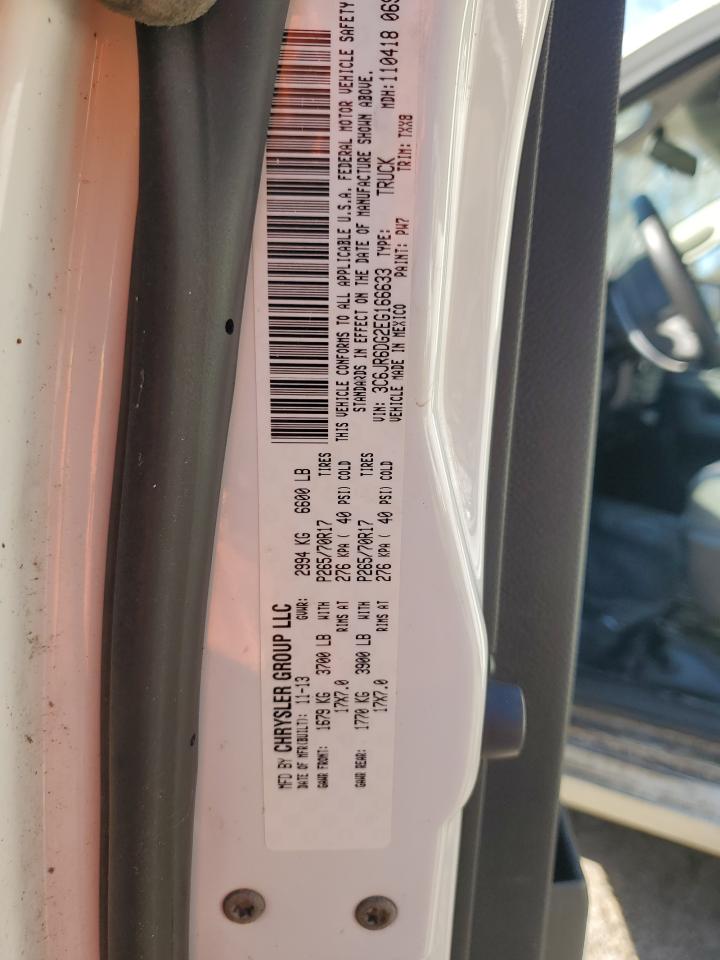 MFD BY CHRYSLER GROUP LLC
DATE OF MFR(BUILT): 11-13 GVWR: 2994 KG 6600 LB
GAWR FRONT: 1679 KG 3700 LB WITH P265/70R17 TIRES
17X7.0 RIMS AT 276 KPA ( 40 PSI) COLD
GAWR REAR: 1770 KG 3900 LB WITH P265/70R17 TIRES
17X7.0 RIMS AT 276 KPA ( 40 PSI) COLD
THIS VEHICLE CONFORMS TO ALL APPLICABLE U.S.A. FEDERAL MOTOR VEHICLE SAFETY
STANDARDS IN EFFECT ON THE DATE OF MANUFACTURE SHOWN ABOVE.
VIN: 3C6JR6DG2EG166633 TYPE: TRUCK MDH: 110418
VEHICLE MADE IN MEXICO PAINT: PW7 TRIM: TXX8